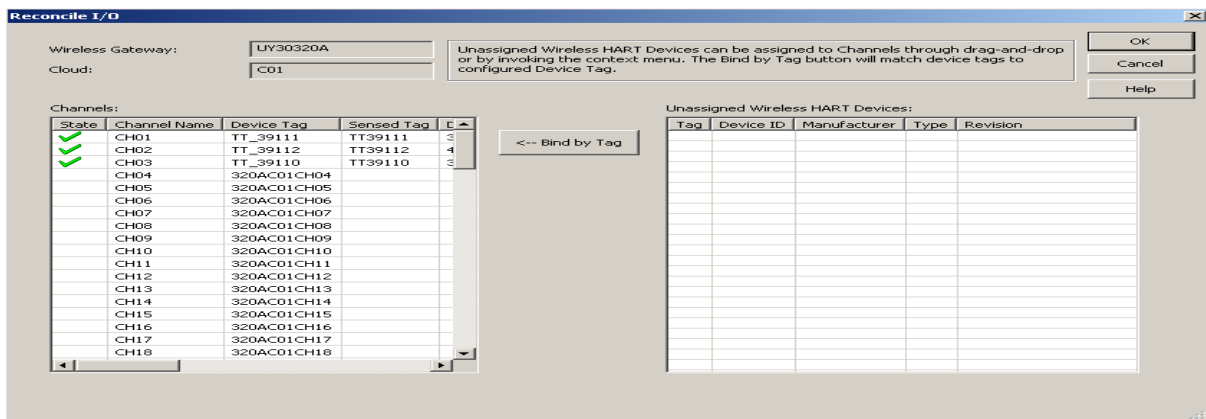 Reconcile I/O
Wireless Gateway: UY30320A
Cloud: C01
Unassigned Wireless HART Devices can be assigned to Channels through drag-and-drop
or by invoking the context menu. The Bind by Tag button will match device tags to
configured Device Tag.
OK
Cancel
Help
Channels:
State Channel Name Device Tag Sensed Tag
CH01 TT_39111 TT39111 3
CH02 TT_39112 TT39112 4
CH03 TT_39110 TT39110 3
CH04 320AC01CH04
CH05 320AC01CH05
CH06 320AC01CH06
CH07 320AC01CH07
CH08 320AC01CH08
CH09 320AC01CH09
CH10 320AC01CH10
CH11 320AC01CH11
CH12 320AC01CH12
CH13 320AC01CH13
CH14 320AC01CH14
CH15 320AC01CH15
CH16 320AC01CH16
CH17 320AC01CH17
CH18 320AC01CH18
<-- Bind by Tag
Unassigned Wireless HART Devices:
Tag Device ID Manufacturer Type Revision